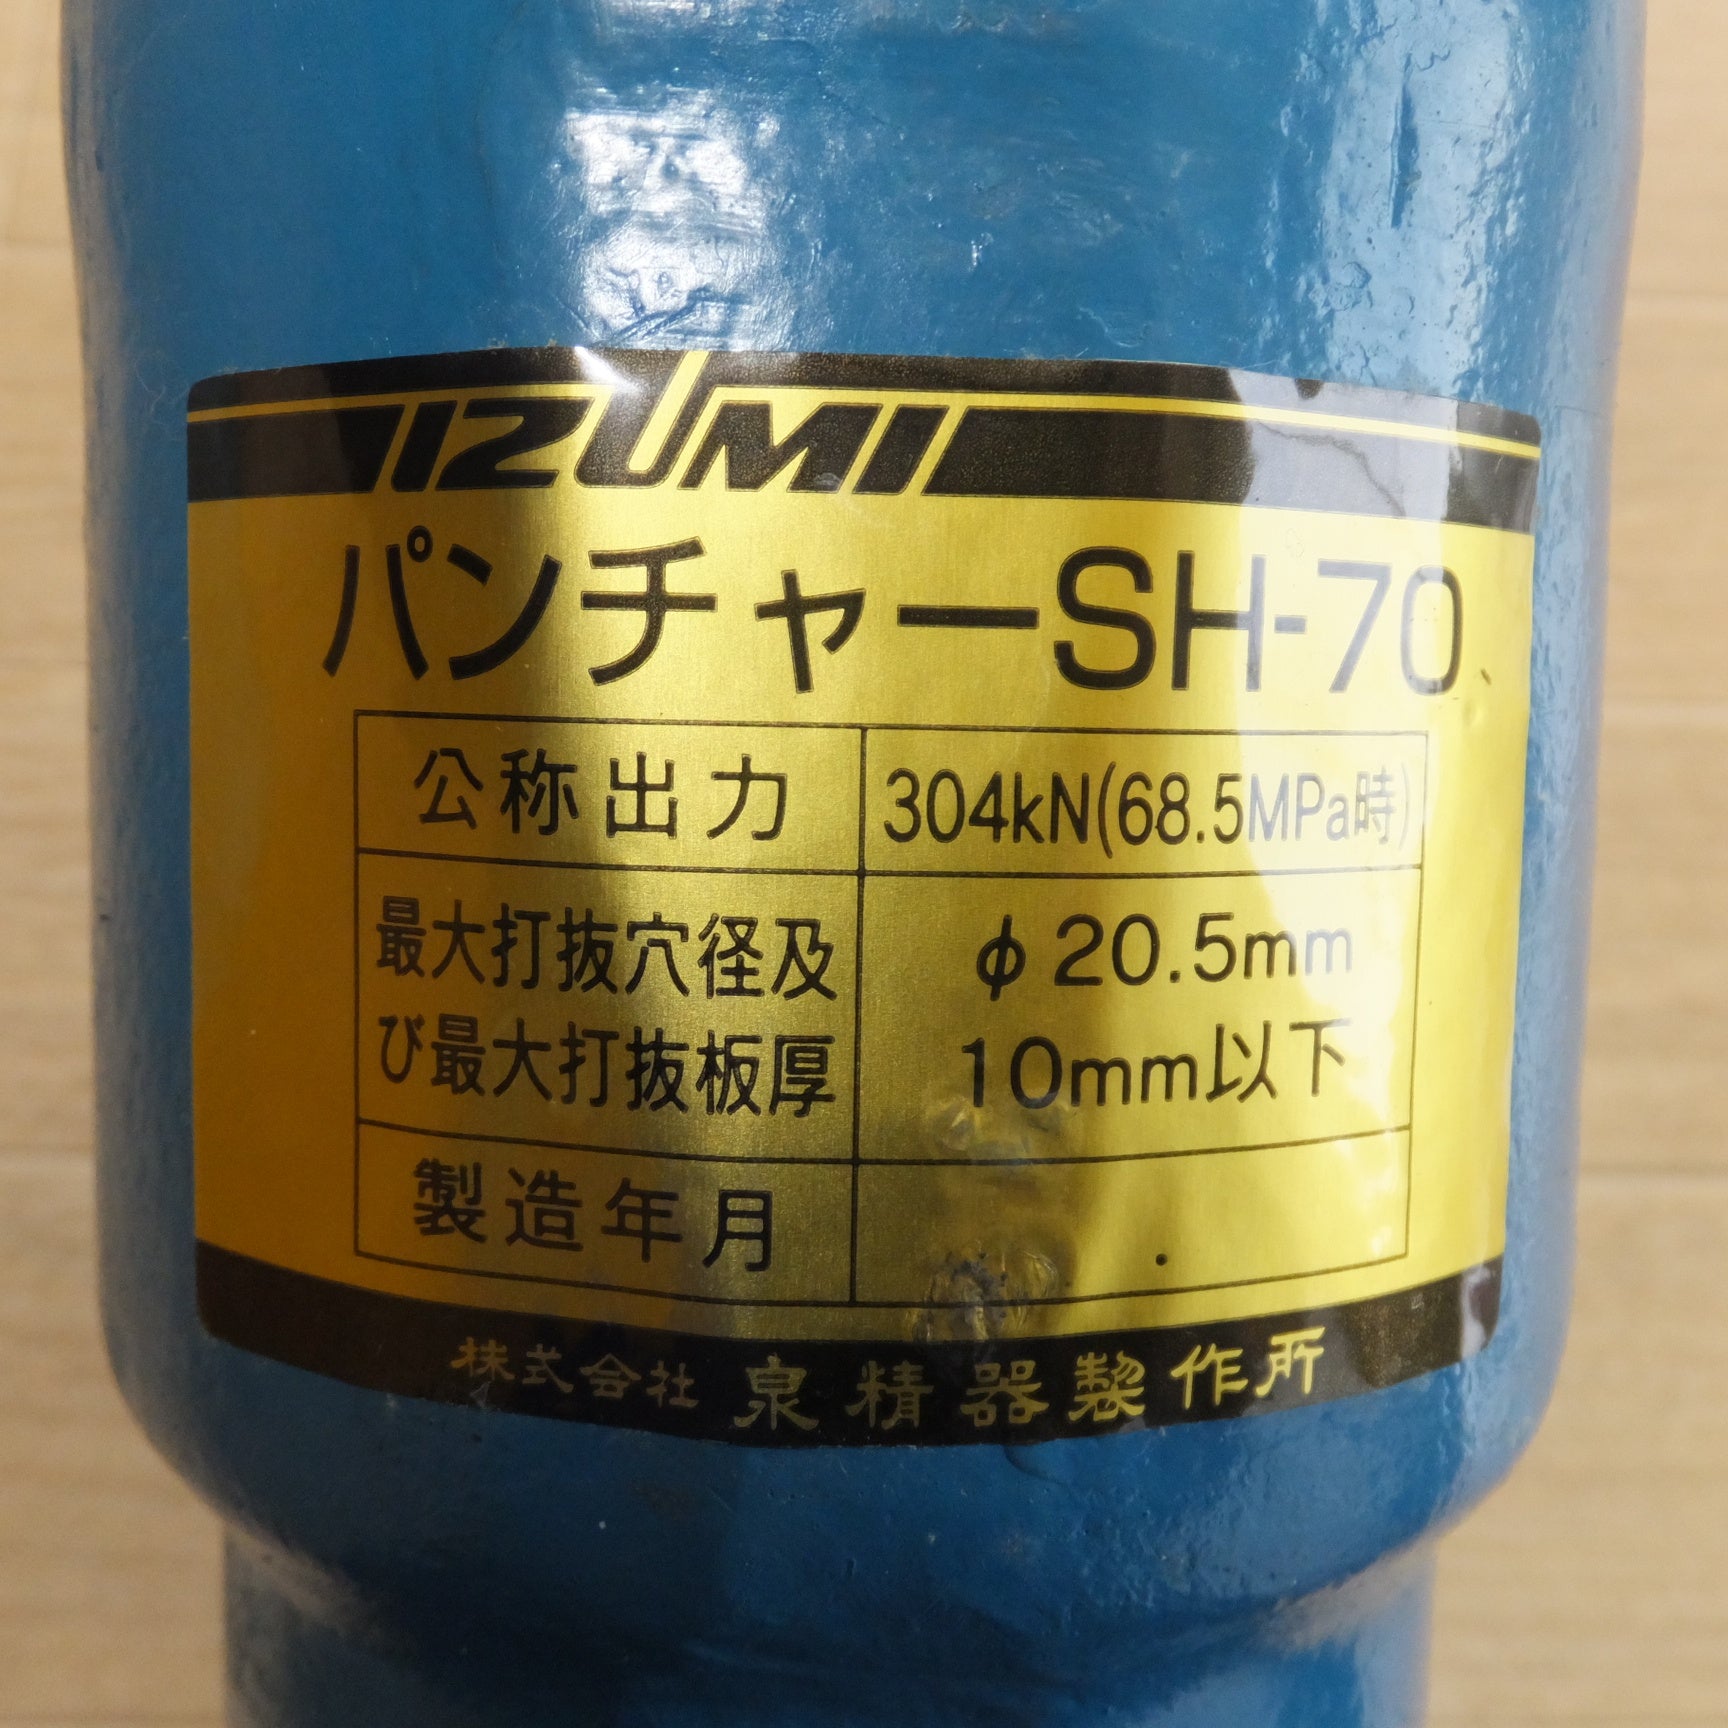 IZUMI
パンチャーSH-70
公称出力 304kN(68.5MPa時)
最大打抜穴径及 φ20.5mm
び最大打抜板厚 10mm以下
製造年月 .
株式会社 泉精器製作所